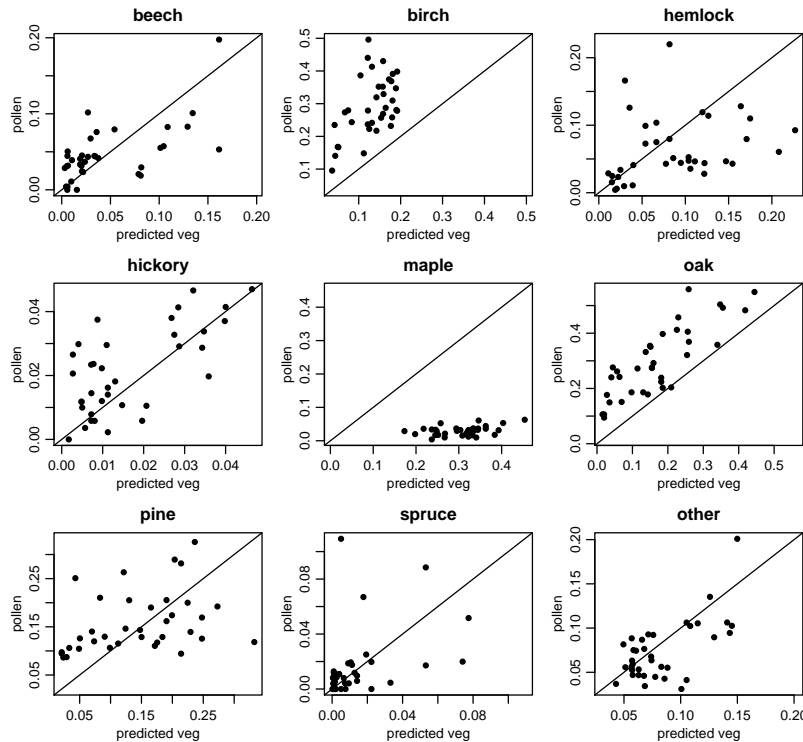 beech
pollen
0.00 0.10 0.20
0.00 0.05 0.10 0.15 0.20
predicted veg
birch
pollen
0.1 0.2 0.3 0.4 0.5
0.1 0.2 0.3 0.4 0.5
predicted veg
hemlock
pollen
0.00 0.05 0.10 0.15 0.20
0.00 0.05 0.10 0.15 0.20
predicted veg
hickory
pollen
0.00 0.02 0.04
0.00 0.01 0.02 0.03 0.04
predicted veg
maple
pollen
0.0 0.1 0.2 0.3 0.4
0.0 0.1 0.2 0.3 0.4
predicted veg
oak
pollen
0.0 0.2 0.4
0.0 0.1 0.2 0.3 0.4 0.5
predicted veg
pine
pollen
0.05 0.15 0.25
0.05 0.15 0.25
predicted veg
spruce
pollen
0.00 0.04 0.08
0.00 0.04 0.08
predicted veg
other
pollen
0.05 0.10 0.15 0.20
0.05 0.10 0.15 0.20
predicted veg